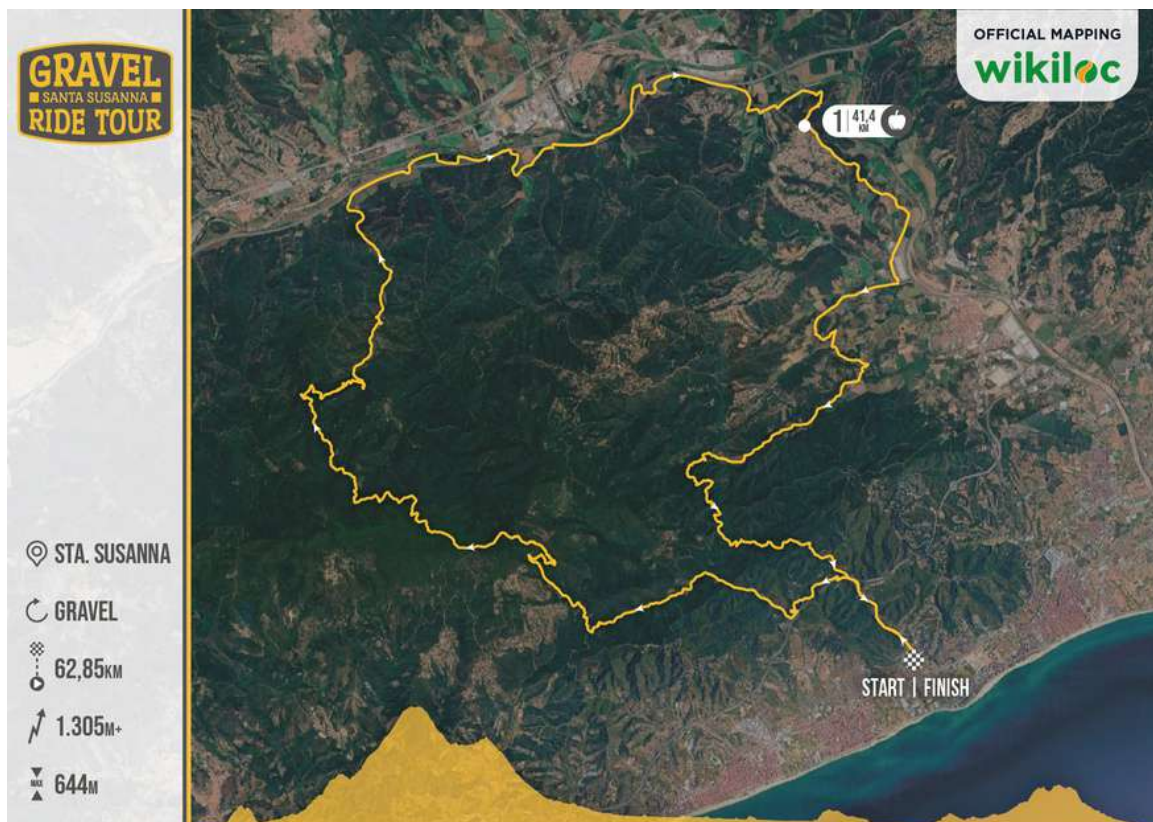 GRAVEL
SANTA SUSANNA
RIDE TOUR
OFFICIAL MAPPING
wikiloc
1 41,4 KM
STA. SUSANNA
GRAVEL
62,85KM
1.305M+
MAX
644M
START | FINISH